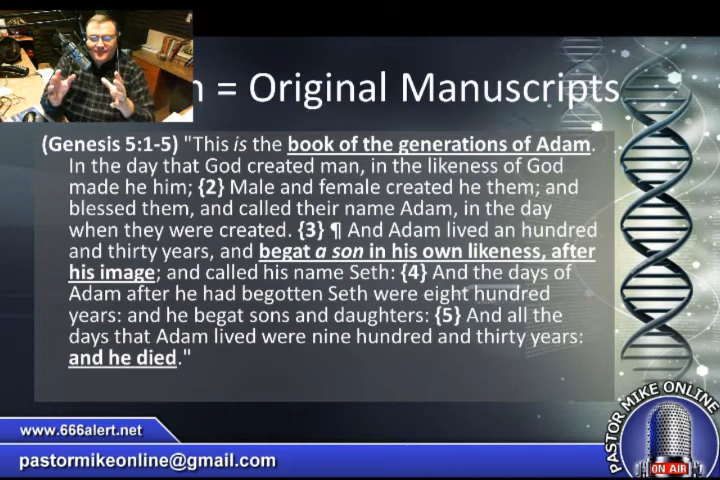 = Original Manuscripts
(Genesis 5:1-5) "This is the book of the generations of Adam.
In the day that God created man, in the likeness of God
made he him; {2} Male and female created he them; and
blessed them, and called their name Adam, in the day
when they were created. {3} ¶ And Adam lived an hundred
and thirty years, and begat a son in his own likeness, after
his image; and called his name Seth: {4} And the days of
Adam after he had begotten Seth were eight hundred
years: and he begat sons and daughters: {5} And all the
days that Adam lived were nine hundred and thirty years:
and he died."
www.666alert.net
pastormikeonline@gmail.com
PASTOR MIKE ONLINE
ON AIR